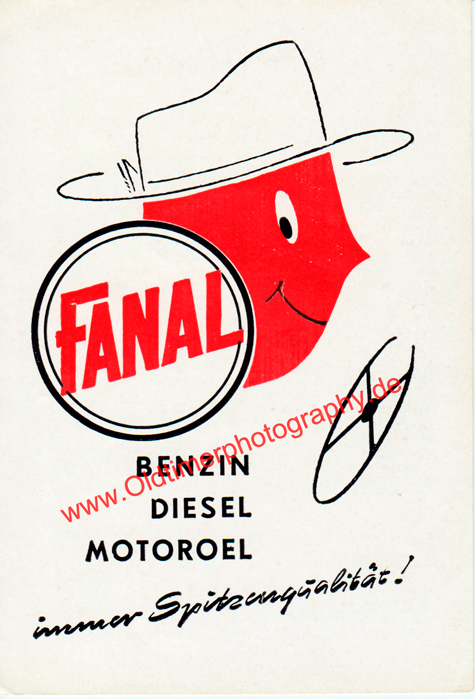 FANAL
BENZIN
DIESEL
MOTOROEL
immer Spitzenqualität!
www.Oldtimerphotography.de